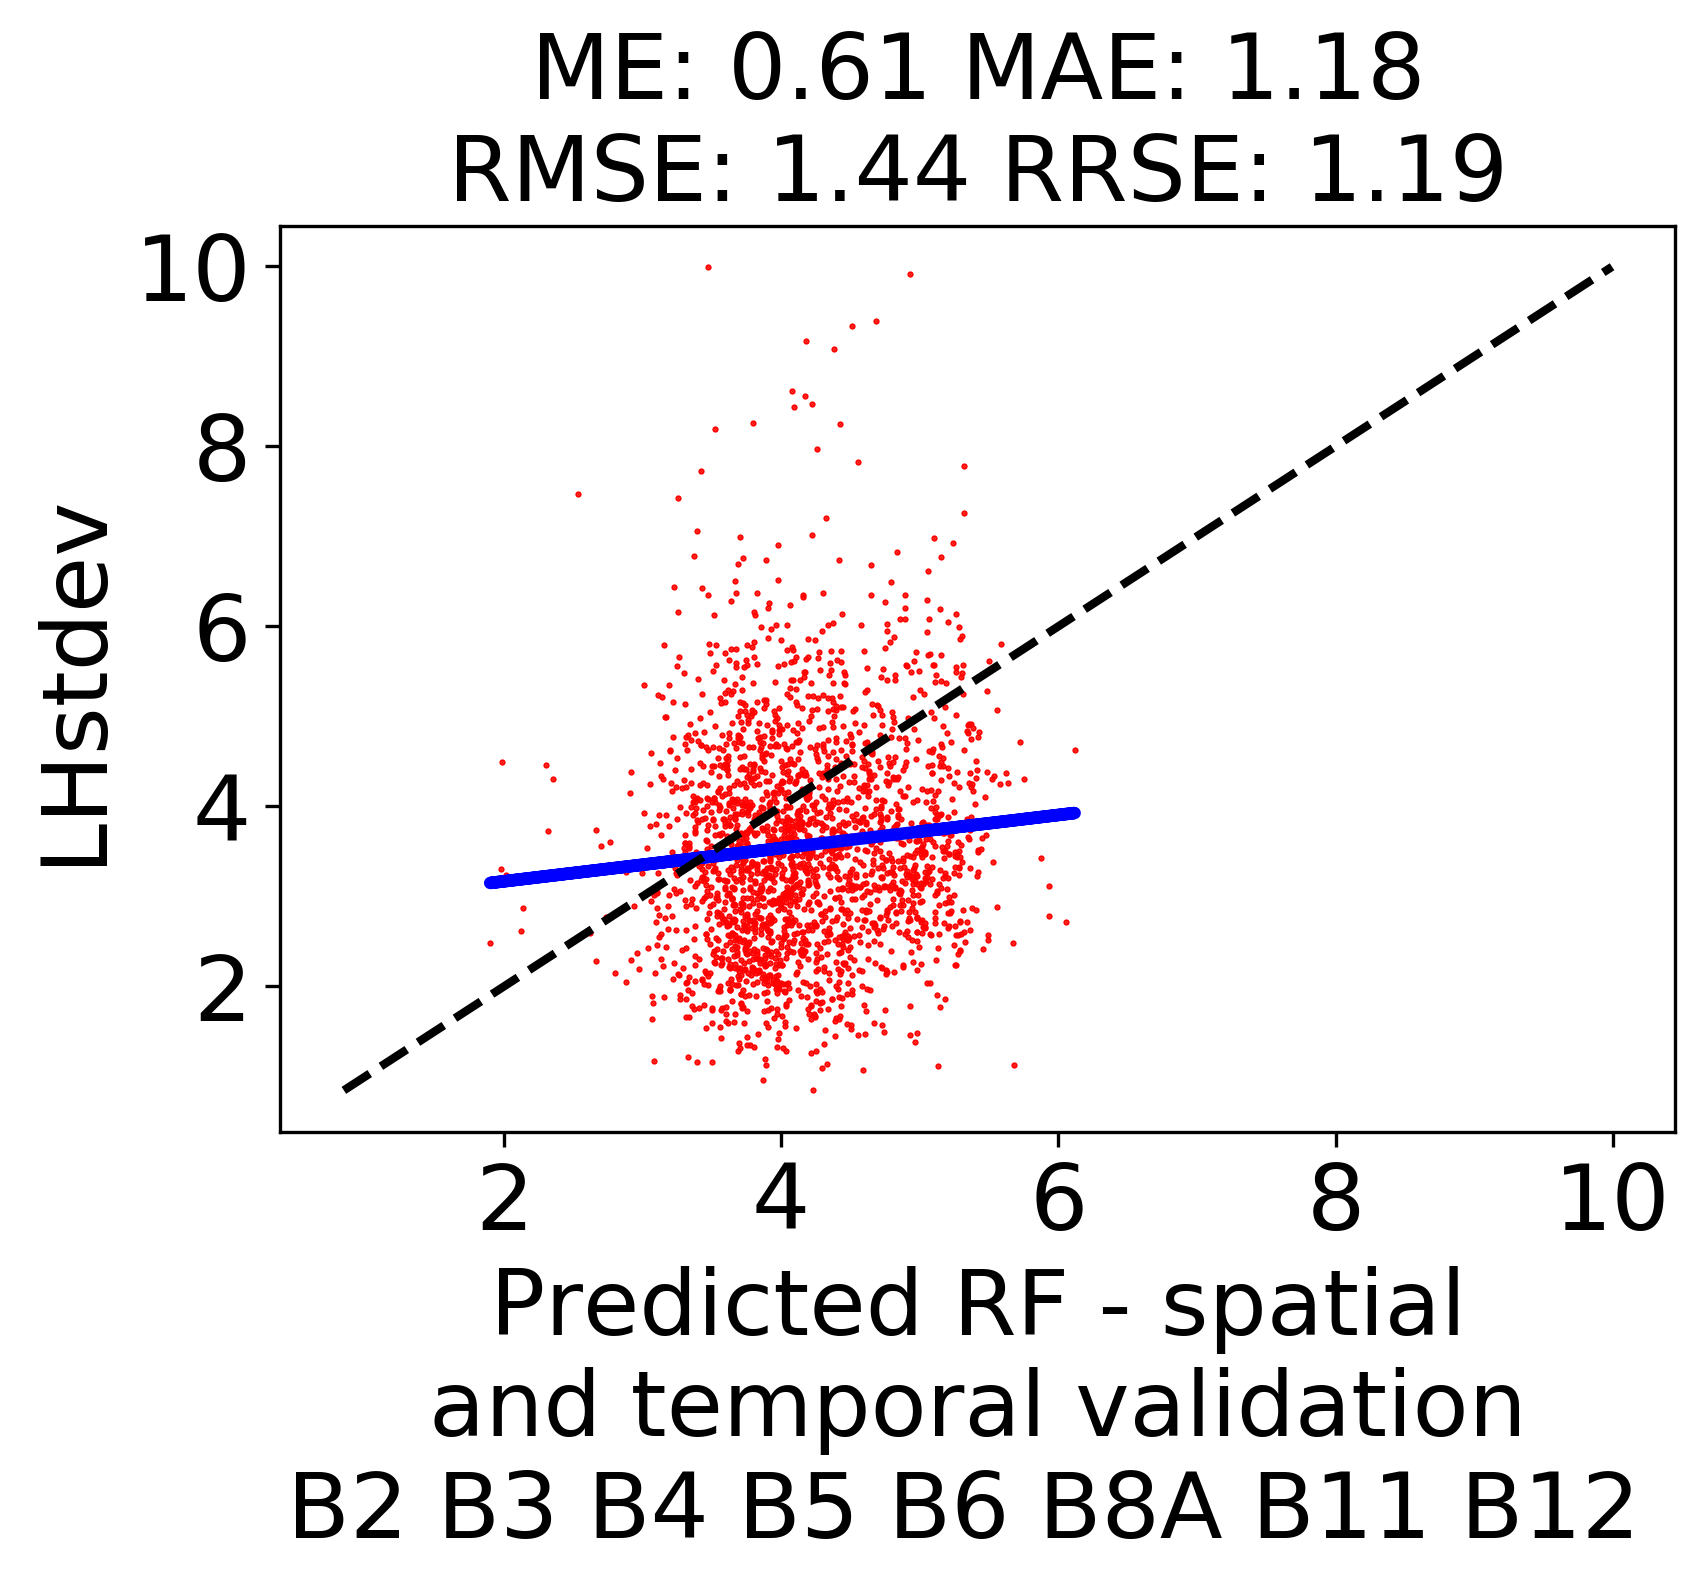 ME: 0.61 MAE: 1.18
RMSE: 1.44 RRSE: 1.19
LHstdev
10
8
6
4
2
2 4 6 8 10
Predicted RF - spatial
and temporal validation
B2 B3 B4 B5 B6 B8A B11 B12